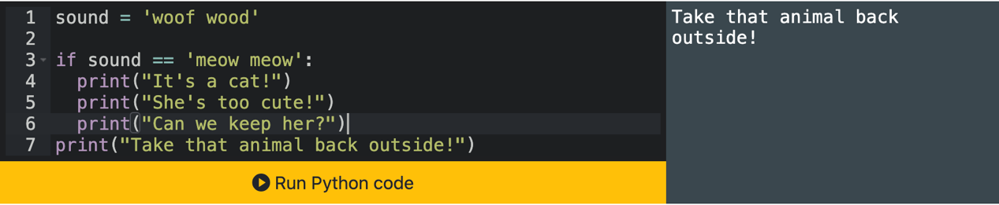 1 sound = 'woof wood'
2
3 if sound == 'meow meow':
4   print("It's a cat!")
5   print("She's too cute!")
6   print("Can we keep her?")
7 print("Take that animal back outside!")
Run Python code
Take that animal back
outside!